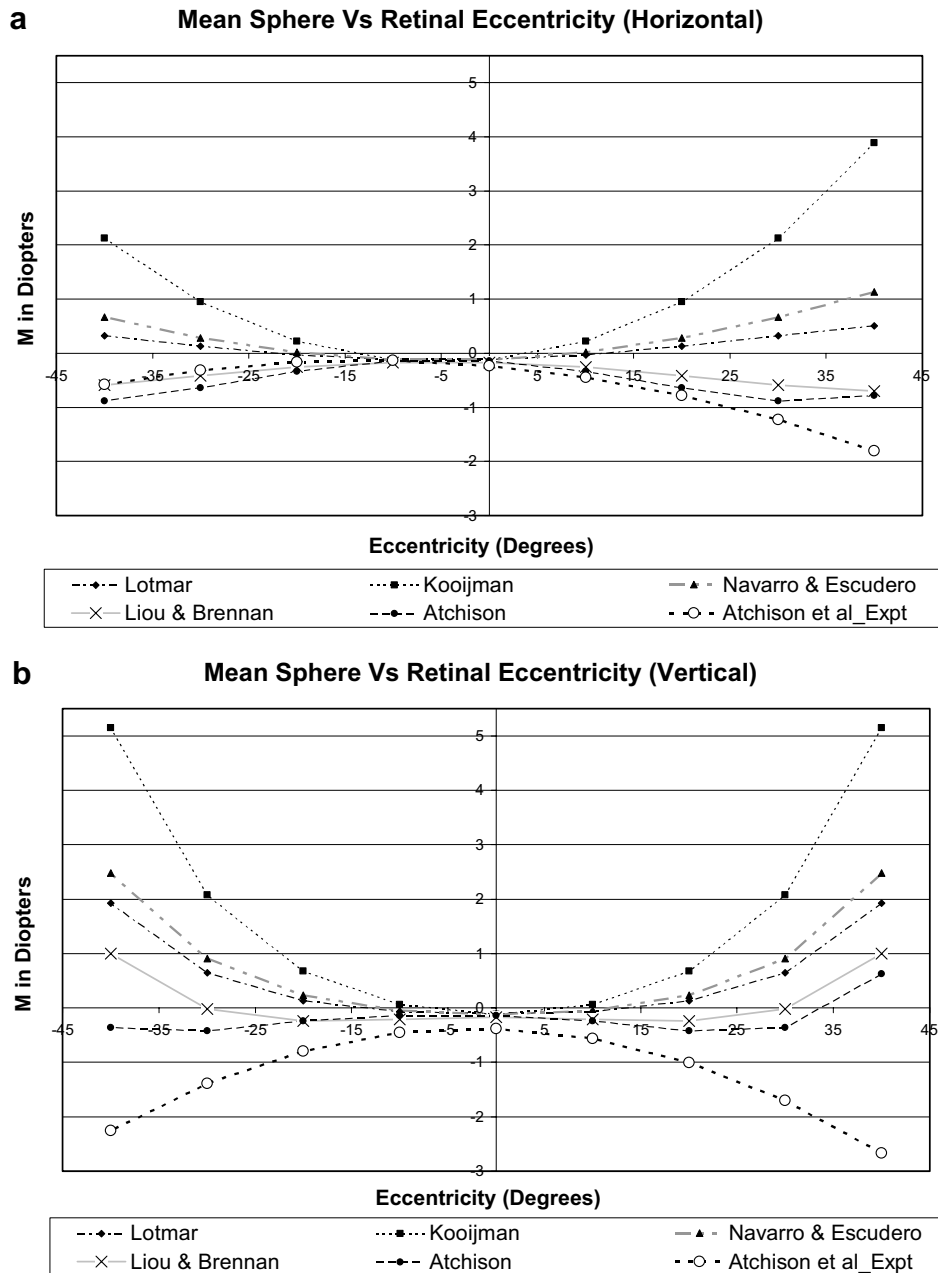 a
Mean Sphere Vs Retinal Eccentricity (Horizontal)
M in Diopters
5
4
3
2
1
0
-1
-2
-3
-45 -35 -25 -15 -5 5 15 25 35 45
Eccentricity (Degrees)
Lotmar Kooijman Navarro & Escudero
Liou & Brennan Atchison Atchison et al_Expt
b
Mean Sphere Vs Retinal Eccentricity (Vertical)
M in Diopters
5
4
3
2
1
0
-1
-2
-3
-45 -35 -25 -15 -5 5 15 25 35 45
Eccentricity (Degrees)
Lotmar Kooijman Navarro & Escudero
Liou & Brennan Atchison Atchison et al_Expt